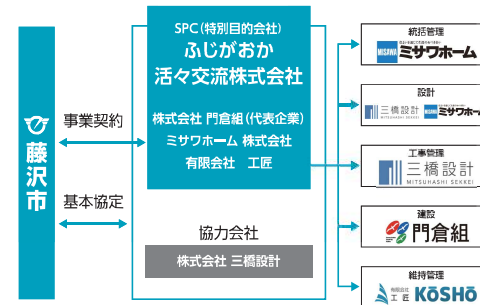 藤沢市
事業契約
基本協定
SPC(特別目的会社)
ふじがおか
活々交流株式会社
株式会社 門倉組(代表企業)
ミサワホーム 株式会社
有限会社 工匠
協力会社
株式会社 三橋設計
統括管理
MISAWA ミサワホーム
設計
三橋設計 MISAWA ミサワホーム
MITSUHASHI SEKKEI
工事管理
三橋設計
MITSUHASHI SEKKEI
建設
門倉組
維持管理
有限会社
工匠 KŌSHŌ